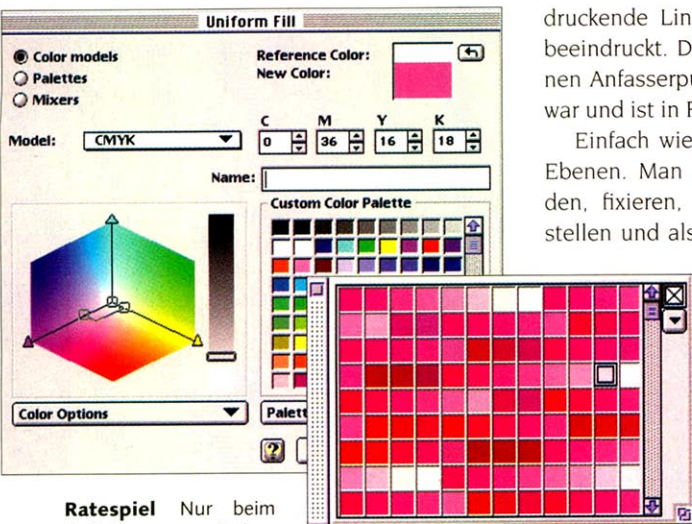 Uniform Fill
Color models
Palettes
Mixers
Reference Color:
New Color:
Model: CMYK
C M Y K
0 36 16 18
Name:
Custom Color Palette
Color Options
Palett
?
druckende Lin
beeindruckt. D
nen Anfasserpu
war und ist in F
Einfach wie
Ebenen. Man
den, fixieren,
stellen und als
Ratespiel Nur beim